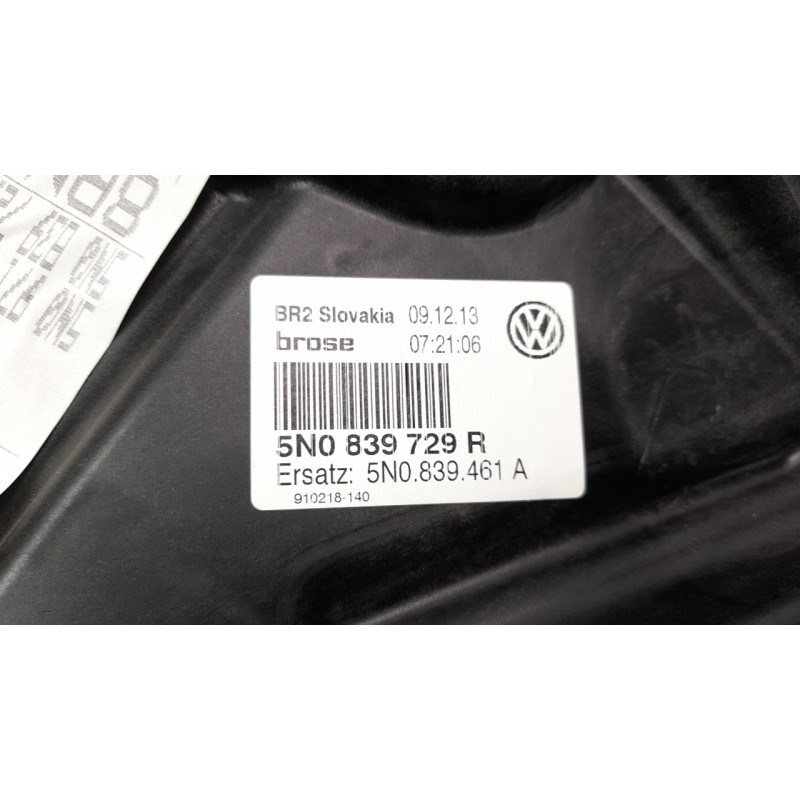 BR2 Slovakia 09.12.13
brose 07:21:06
5N0 839 729 R
Ersatz: 5N0.839.461 A
910218-140